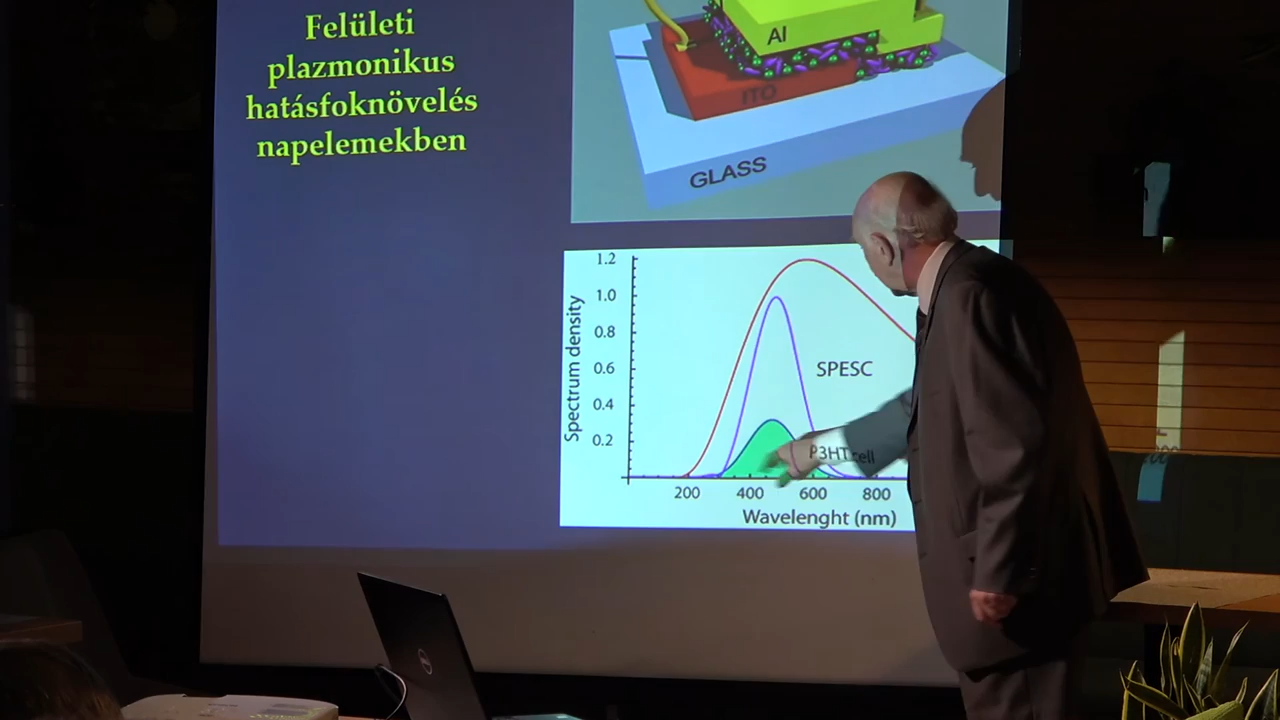 Felületi
plazmonikus
hatásfoknövelés
napelemekben
Al
ITO
GLASS
1.2
1.0
0.8
0.6
0.4
0.2
Spectrum density
SPESC
P3HT cell
200 400 600 800
Wavelenght (nm)
DELL